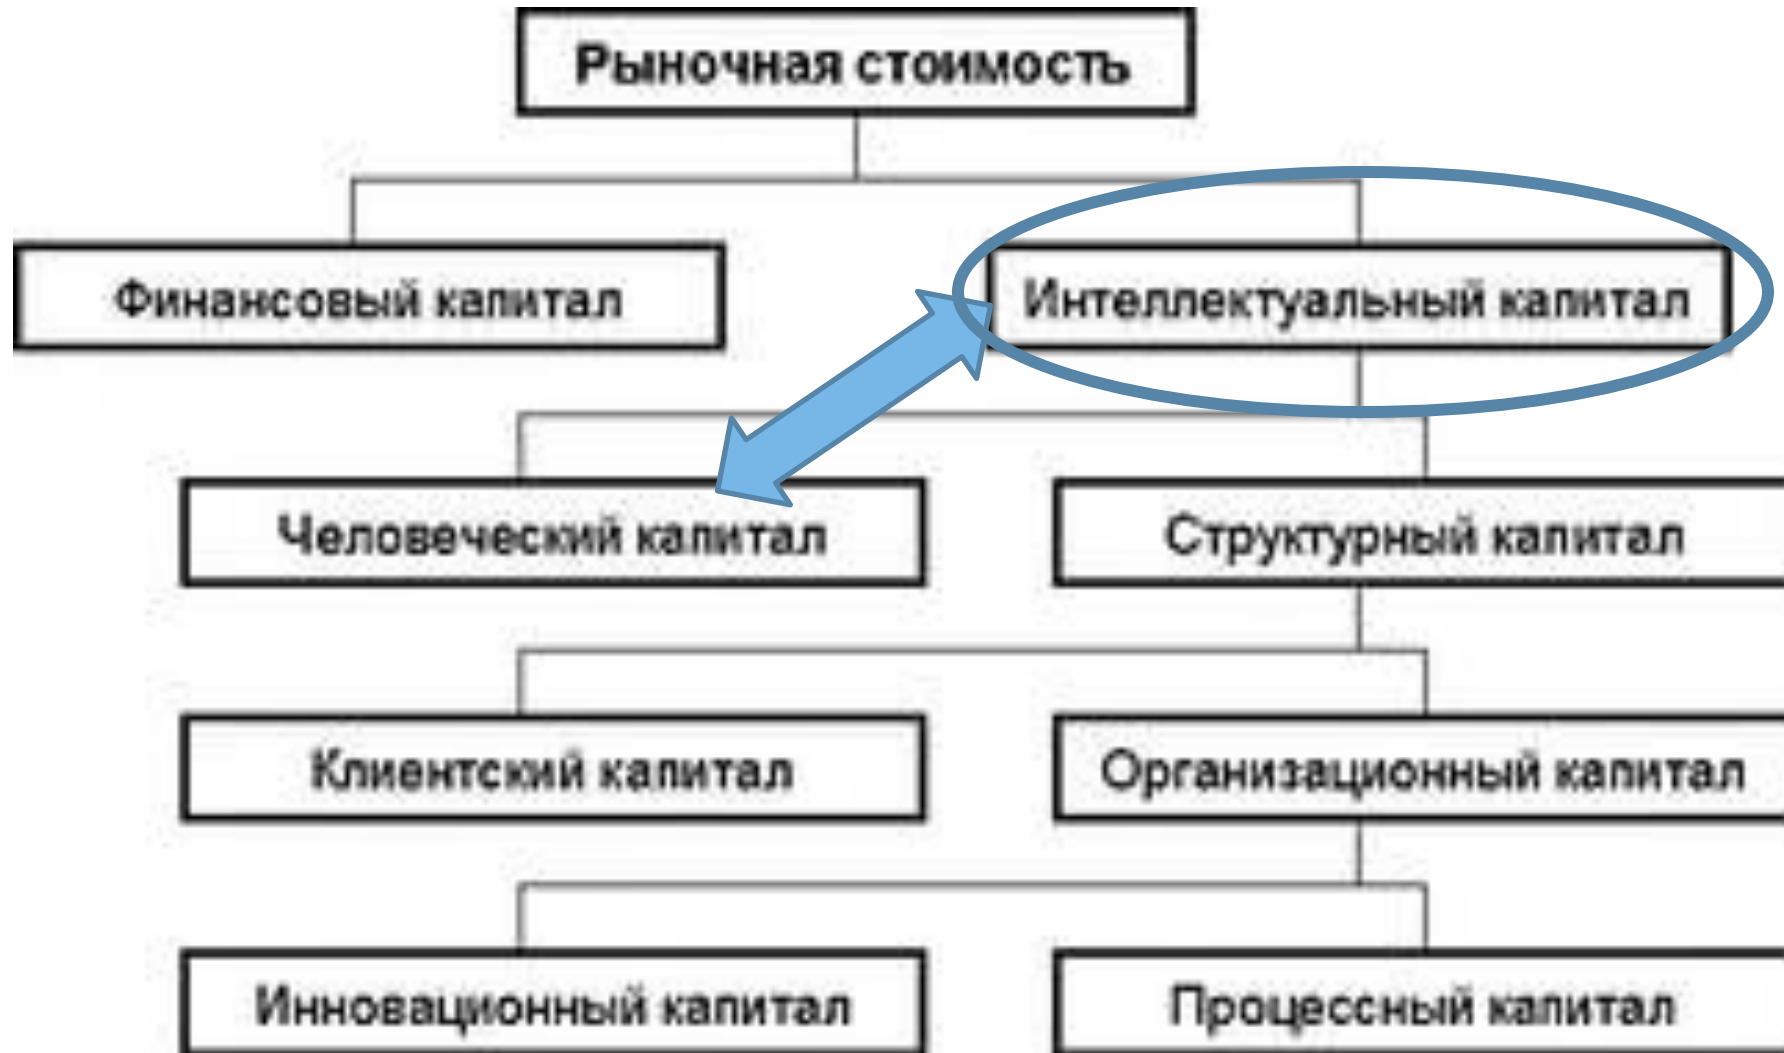 Рыночная стоимость
Финансовый капитал
Интеллектуальный капитал
Человеческий капитал
Структурный капитал
Клиентский капитал
Организационный капитал
Инновационный капитал
Процессный капитал